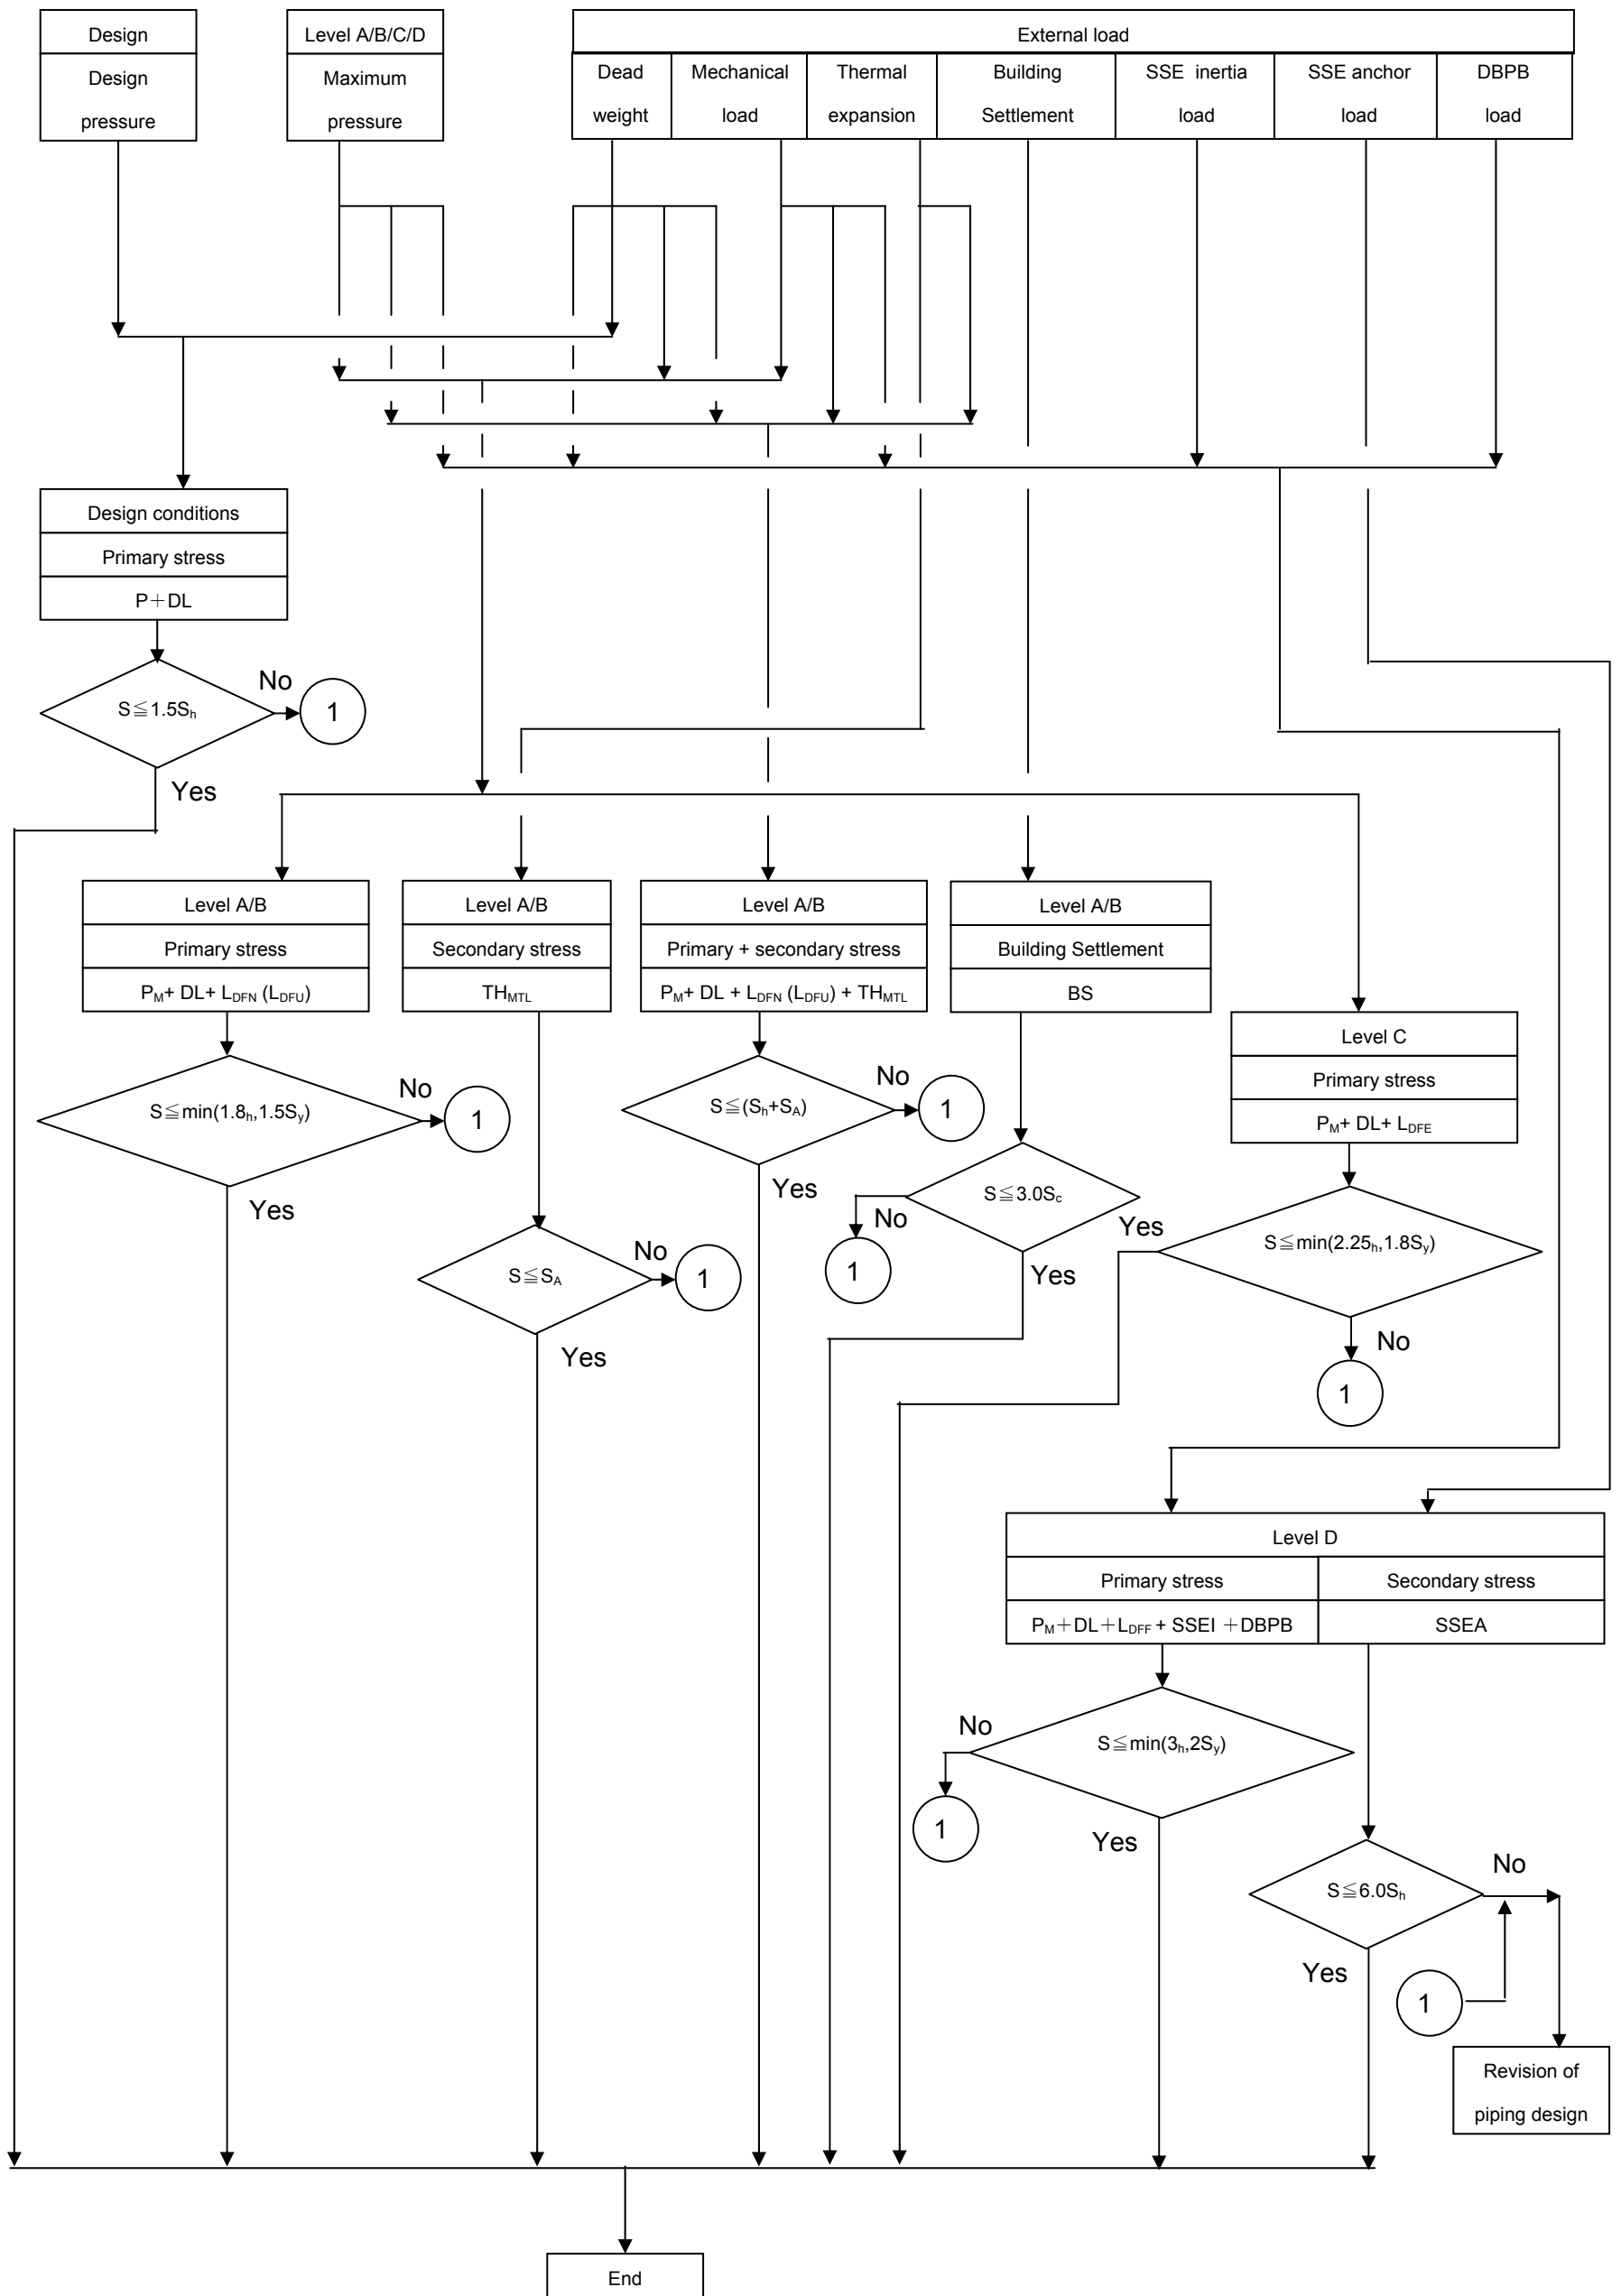 Design
Design
pressure
Level A/B/C/D
Maximum
pressure
External load
Dead
weight
Mechanical
load
Thermal
expansion
Building
Settlement
SSE inertia
load
SSE anchor
load
DBPB
load
Design conditions
Primary stress
P+DL
S≦1.5Sh
No
1
Yes
Level A/B
Primary stress
PM+ DL+ LDFN (LDFU)
Level A/B
Secondary stress
THMTL
Level A/B
Primary + secondary stress
PM+ DL + LDFN (LDFU) + THMTL
Level A/B
Building Settlement
BS
Level C
Primary stress
PM+ DL+ LDFE
S≦min(1.8h,1.5Sy)
No
1
Yes
S≦SA
No
1
Yes
S≦(Sh+SA)
No
1
Yes
S≦3.0Sc
No
1
Yes
S≦min(2.25h,1.8Sy)
Yes
No
1
Level D
Primary stress
Secondary stress
PM+DL+LDFF + SSEI +DBPB
SSEA
S≦min(3h,2Sy)
No
1
Yes
S≦6.0Sh
No
Yes
1
Revision of
piping design
End